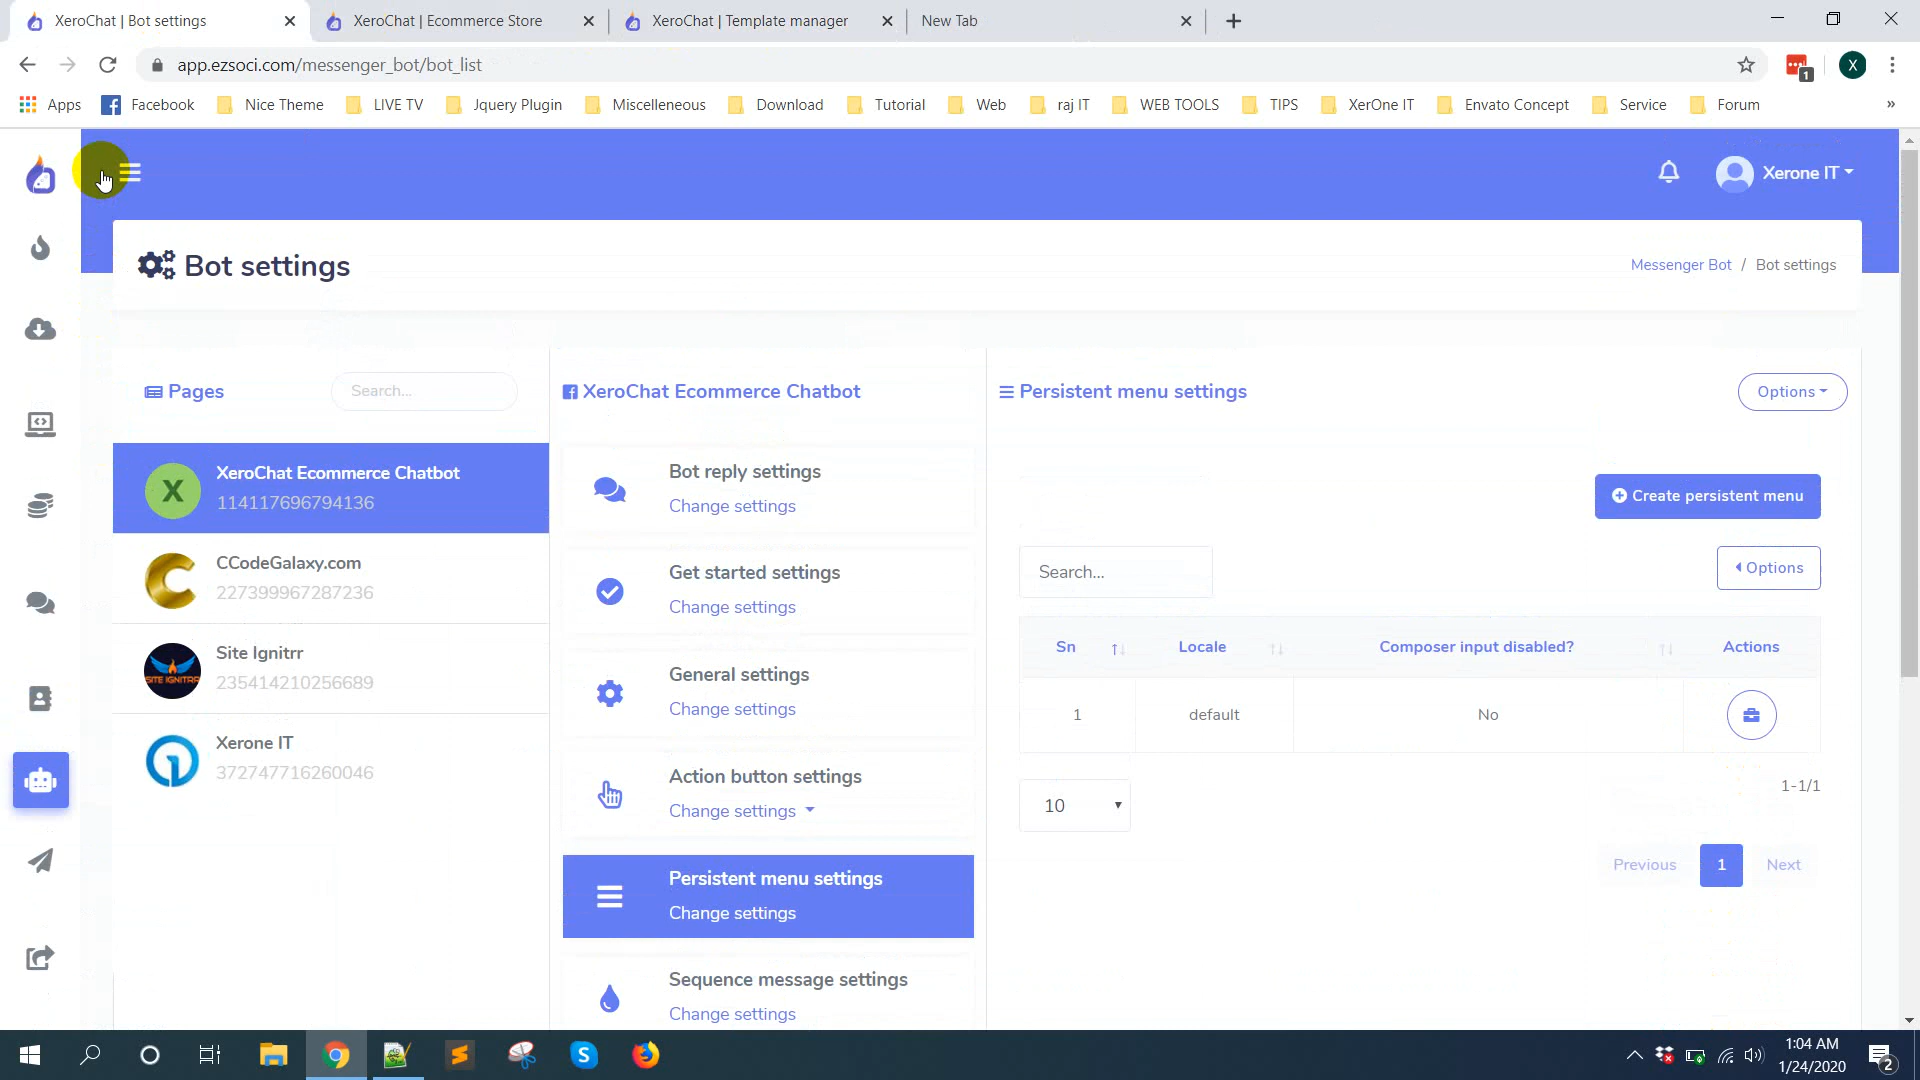 XeroChat | Bot settings
XeroChat | Ecommerce Store
XeroChat | Template manager
New Tab
app.ezsoci.com/messenger_bot/bot_list
1
X
Apps
Facebook
Nice Theme
LIVE TV
Jquery Plugin
Miscelleneous
Download
Tutorial
Web
raj IT
WEB TOOLS
TIPS
XerOne IT
Envato Concept
Service
Forum
»
Xerone IT
Bot settings
Messenger Bot / Bot settings
Pages
Search...
X
XeroChat Ecommerce Chatbot
114117696794136
CCodeGalaxy.com
227399967287236
SITE IGNITRR
Site Ignitrr
235414210256689
Xerone IT
372747716260046
XeroChat Ecommerce Chatbot
Bot reply settings
Change settings
Get started settings
Change settings
General settings
Change settings
Action button settings
Change settings
Persistent menu settings
Change settings
Sequence message settings
Change settings
Persistent menu settings
Options
Create persistent menu
Search...
Options
Sn Locale Composer input disabled? Actions
1 default No
1-1/1
10
Previous 1 Next
1:04 AM
1/24/2020
2